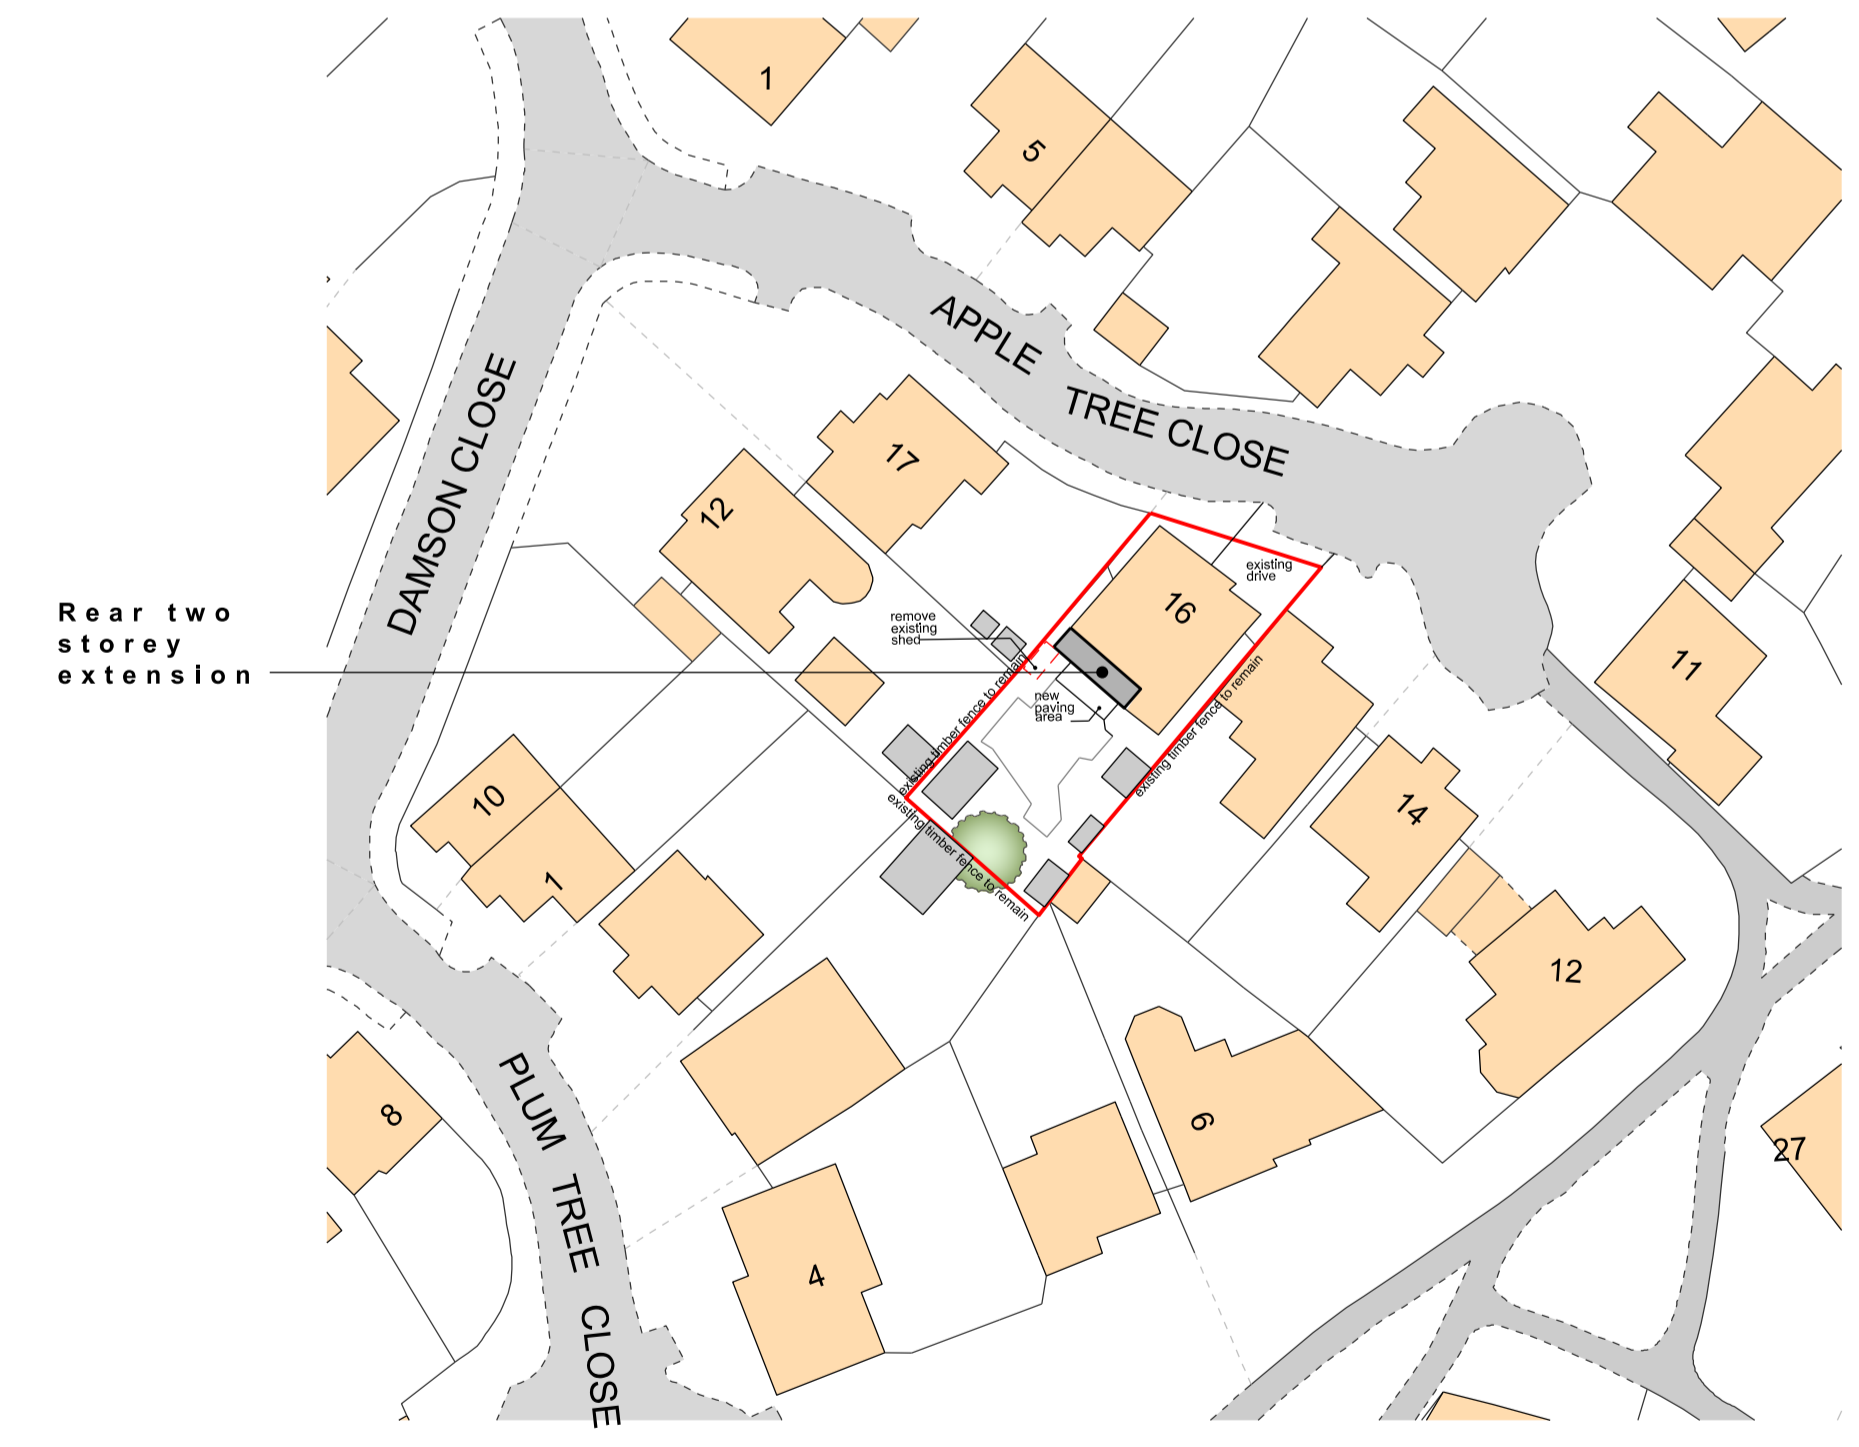 1
5
APPLE
TREE CLOSE
DAMSON CLOSE
17
12
existing
drive
16
remove
existing
shed
Rear two
storey
extension
existing timber fence to remain
new
paving
area
existing timber fence to remain
existing timber fence to remain
11
10
1
14
12
8
PLUM TREE CLOSE
6
27
4